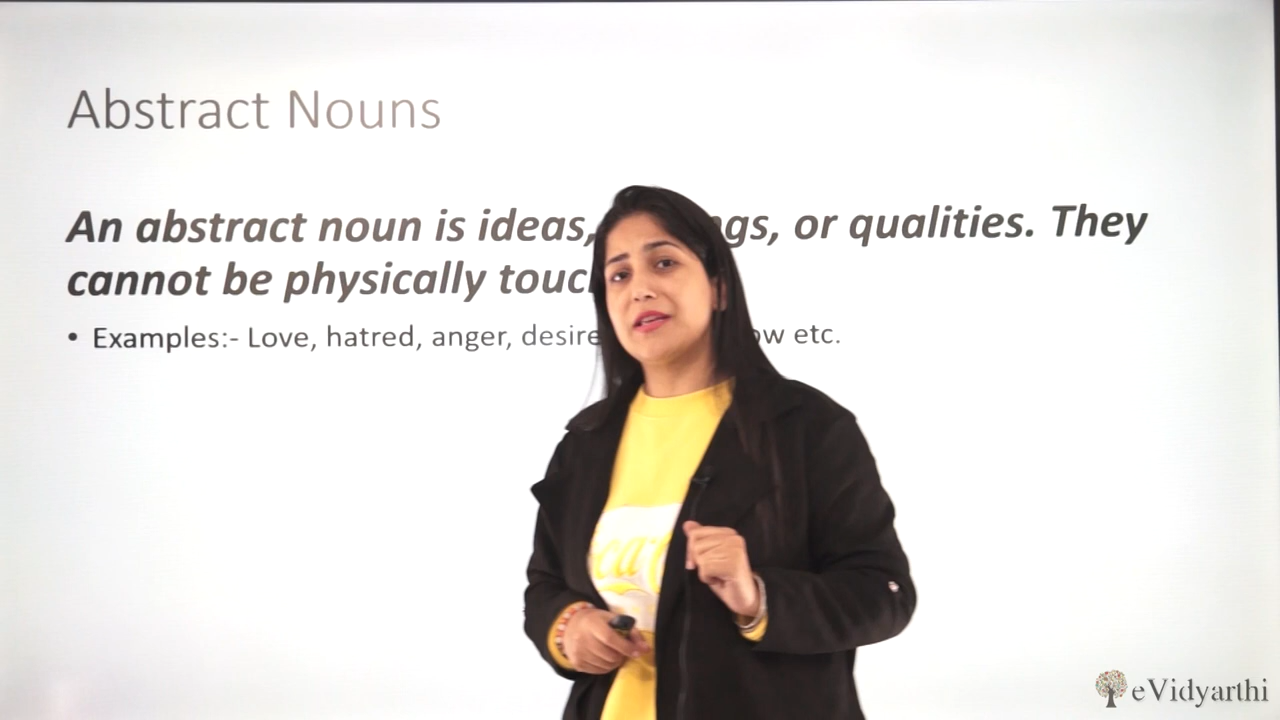 Abstract Nouns
An abstract noun is ideas, or qualities. They
cannot be physically
• Examples:- Love, hatred, anger, desire etc.
eVidyarthi